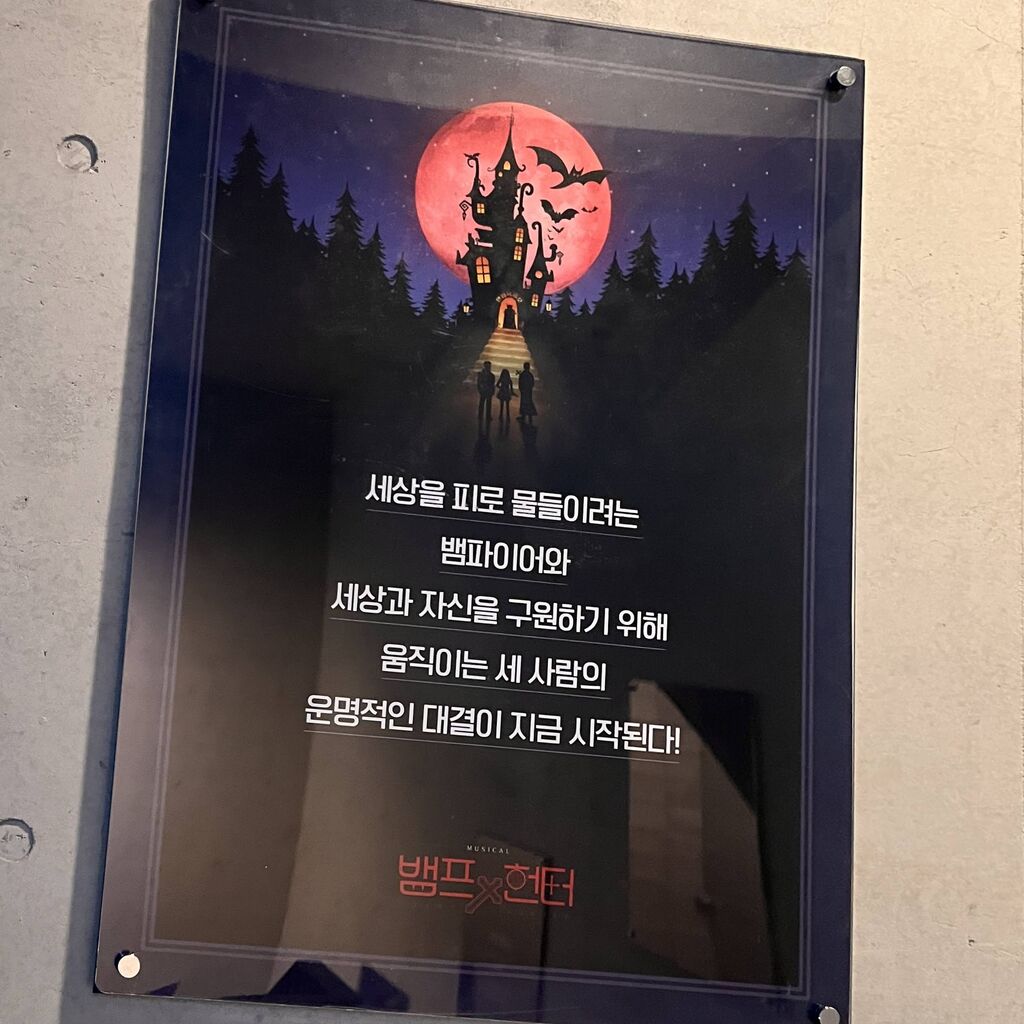 세상을 피로 물들이려는
뱀파이어와
세상과 자신을 구원하기 위해
움직이는 세 사람의
운명적인 대결이 지금 시작된다!
MUSICAL
뱀프X헌터